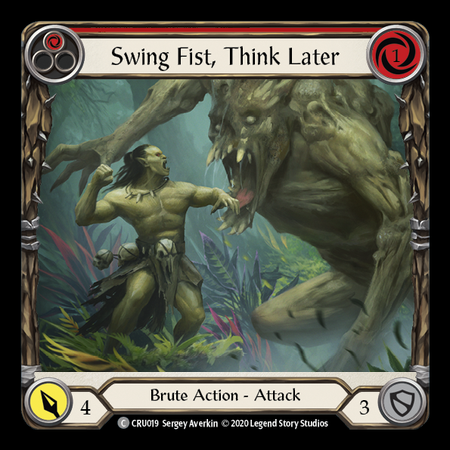 Swing Fist, Think Later
1
Brute Action - Attack
4
3
C CRU019 Sergey Averkin © 2020 Legend Story Studios